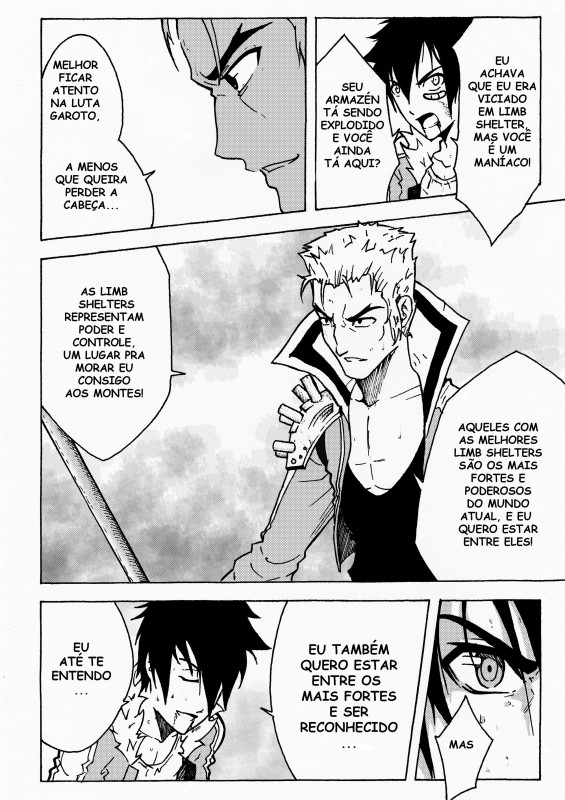 MELHOR
FICAR
ATENTO
NA LUTA
GAROTO,
A MENOS
QUE QUEIRA
PERDER A
CABEÇA...
SEU
ARMAZÉN
TÁ SENDO
EXPLODIDO
E VOCÊ
AINDA
TÁ AQUI?
EU
ACHAVA
QUE EU ERA
VICIADO
EM LIMB
SHELTER,
MAS VOCÊ
É UM
MANÍACO!
AS LIMB
SHELTERS
REPRESENTAM
PODER E
CONTROLE,
UM LUGAR PRA
MORAR EU
CONSIGO
AOS MONTES!
AQUELES COM
AS MELHORES
LIMB SHELTERS
SÃO OS MAIS
FORTES E
PODEROSOS
DO MUNDO
ATUAL, E EU
QUERO ESTAR
ENTRE ELES!
EU
ATÉ TE
ENTENDO
...
EU TAMBÉM
QUERO ESTAR
ENTRE OS
MAIS FORTES
E SER
RECONHECIDO
...
MAS